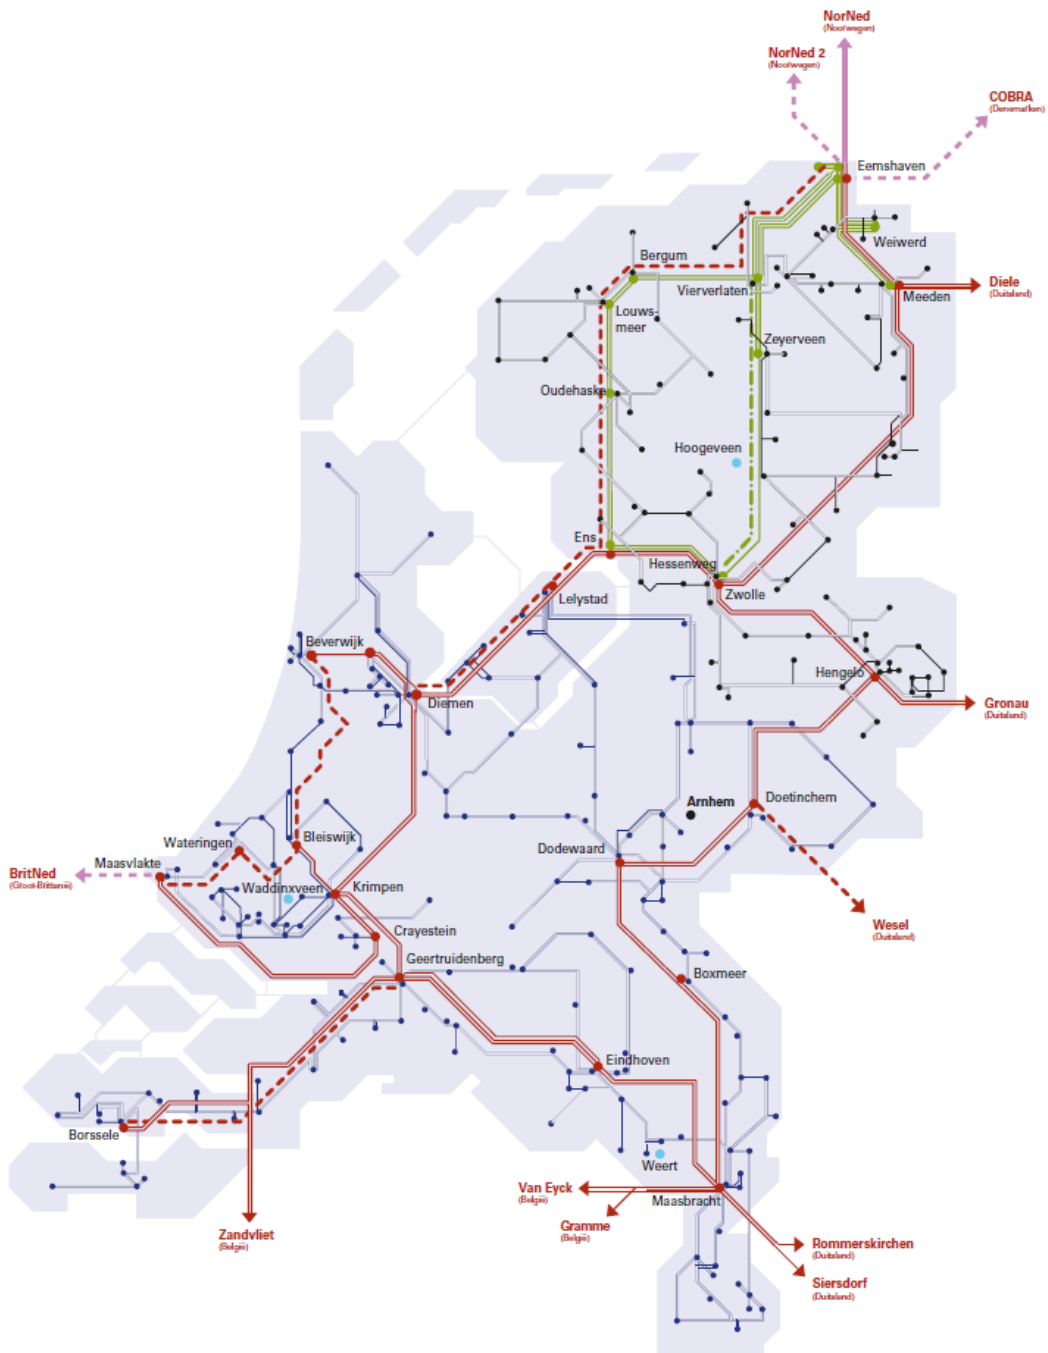 NorNed
(Noorwegen)
NorNed 2
(Noorwegen)
COBRA
(Denemarken)
Eemshaven
Weiwerd
Bergum
Vierverlaten
Diele
(Duitsland)
Meeden
Louws-
meer
Zeyerveen
Oudehaske
Hoogeveen
Ens
Hessenweg
Zwolle
Lelystad
Beverwijk
Hengelo
Diemen
Gronau
(Duitsland)
Doetinchem
Arnhem
Wateringen
Bleiswijk
Dodewaard
Maasvlakte
BritNed
(Groot-Brittannië)
Waddinxveen
Krimpen
Wesel
(Duitsland)
Crayestein
Geertruidenberg
Boxmeer
Eindhoven
Borssele
Weert
Van Eyck
(België)
Maasbracht
Gramme
(België)
Zandvliet
(België)
Rommerskirchen
(Duitsland)
Siersdorf
(Duitsland)